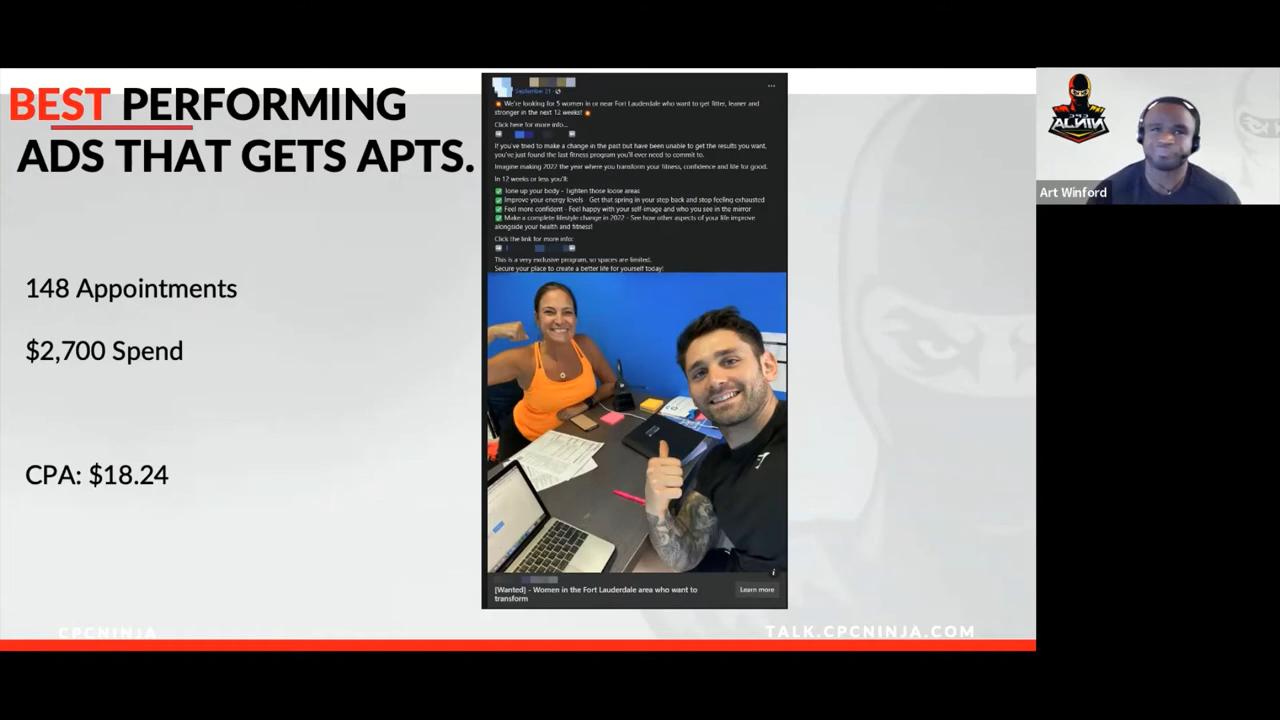 BEST PERFORMING
ADS THAT GETS APTS.
148 Appointments
$2,700 Spend
CPA: $18.24
September 21
💥 We're looking for 5 women in or near Fort Lauderdale who want to get fitter, leaner and
stronger in the next 12 weeks! 💥
Click here for more info...
If you've tried to make a change in the past but have been unable to get the results you want,
you've just found the last fitness program you'll ever need to commit to.
Imagine making 2022 the year where you transform your fitness, confidence and life for good.
In 12 weeks or less you'll:
✅ Tone up your body - Tighten those loose areas
✅ Improve your energy levels - Get that spring in your step back and stop feeling exhausted
✅ Feel more confident - Feel happy with your self-image and who you see in the mirror
✅ Make a complete lifestyle change in 2022 - See how other aspects of your life improve
alongside your health and fitness!
Click the link for more info:
This is a very exclusive program, so spaces are limited.
Secure your place to create a better life for yourself today!
[Wanted] - Women in the Fort Lauderdale area who want to
transform
Learn more
CPCNINJA
TALK.CPCNINJA.COM
CPC
NINJA
Art Winford